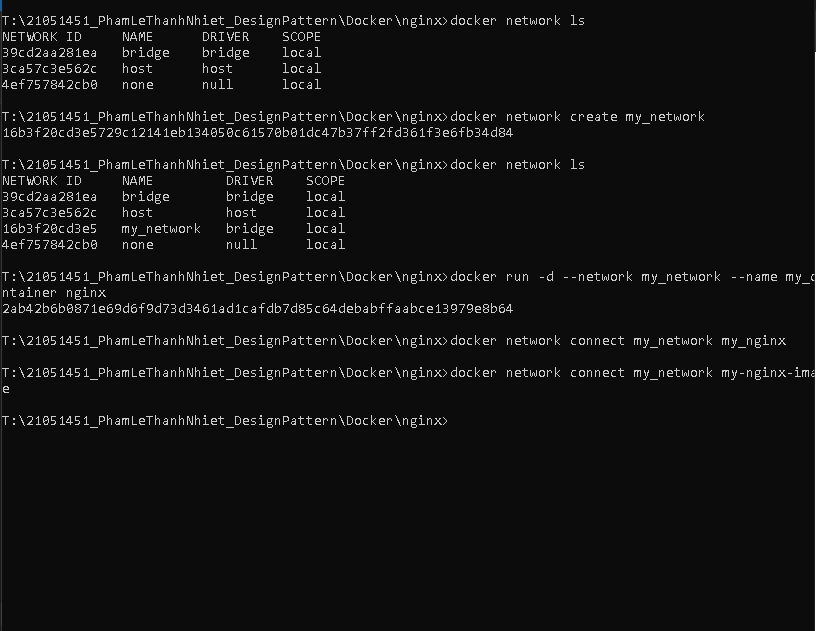 T:\21051451_PhamLeThanhNhiet_DesignPattern\Docker\nginx>docker network ls
NETWORK ID   NAME      DRIVER    SCOPE
39cd2aa281ea   bridge    bridge    local
3ca57c3e562c   host      host      local
4ef757842cb0   none      null      local
T:\21051451_PhamLeThanhNhiet_DesignPattern\Docker\nginx>docker network create my_network
16b3f20cd3e5729c12141eb134050c61570b01dc47b37ff2fd361f3e6fb34d84
T:\21051451_PhamLeThanhNhiet_DesignPattern\Docker\nginx>docker network ls
NETWORK ID     NAME         DRIVER    SCOPE
39cd2aa281ea   bridge       bridge    local
3ca57c3e562c   host         host      local
16b3f20cd3e5   my_network   bridge    local
4ef757842cb0   none         null      local
T:\21051451_PhamLeThanhNhiet_DesignPattern\Docker\nginx>docker run -d --network my_network --name my_c
ntainer nginx
2ab42b6b0871e69d6f9d73d3461ad1cafdb7d85c64debabffaabce13979e8b64
T:\21051451_PhamLeThanhNhiet_DesignPattern\Docker\nginx>docker network connect my_network my_nginx
T:\21051451_PhamLeThanhNhiet_DesignPattern\Docker\nginx>docker network connect my_network my-nginx-ima
e
T:\21051451_PhamLeThanhNhiet_DesignPattern\Docker\nginx>